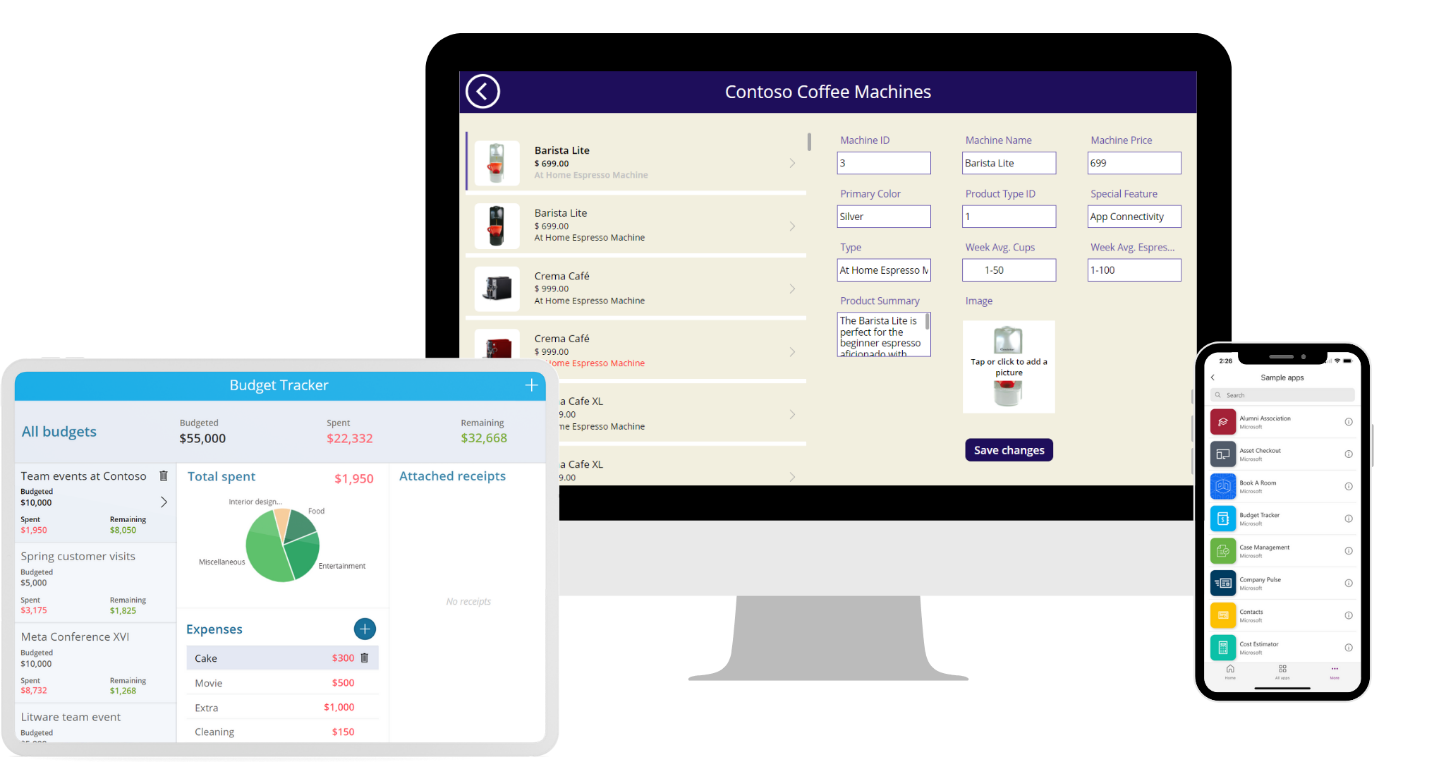 Contoso Coffee Machines
Barista Lite
$ 699.00
At Home Espresso Machine
Barista Lite
$ 699.00
At Home Espresso Machine
Crema Café
$ 999.00
At Home Espresso Machine
Crema Café
$ 999.00
Home Espresso Machine
a Cafe XL
9.00
me Espresso Machine
a Cafe XL
9.00
Machine ID
Machine Name
Machine Price
3
Barista Lite
699
Primary Color
Product Type ID
Special Feature
Silver
1
App Connectivity
Type
Week Avg. Cups
Week Avg. Espres...
At Home Espresso M
1-50
1-100
Product Summary
Image
The Barista Lite is
perfect for the
beginner espresso
aficionado with
Tap or click to add a
picture
Save changes
Budget Tracker
All budgets
Budgeted
$55,000
Spent
$22,332
Remaining
$32,668
Team events at Contoso
Budgeted
$10,000
Spent
Remaining
$1,950
$8,050
Spring customer visits
Budgeted
$5,000
Spent
Remaining
$3,175
$1,825
Meta Conference XVI
Budgeted
$10,000
Spent
Remaining
$8,732
$1,268
Litware team event
Budgeted
Total spent
$1,950
Interior design...
Food
Miscellaneous
Entertainment
Expenses
Cake
$300
Movie
$500
Extra
$1,000
Cleaning
$150
Attached receipts
No receipts
2:26
Sample apps
Search
Alumni Association
Microsoft
Asset Checkout
Microsoft
Book A Room
Microsoft
Budget Tracker
Microsoft
Case Management
Microsoft
Company Pulse
Microsoft
Contacts
Microsoft
Cost Estimator
Microsoft
Home
All apps
More